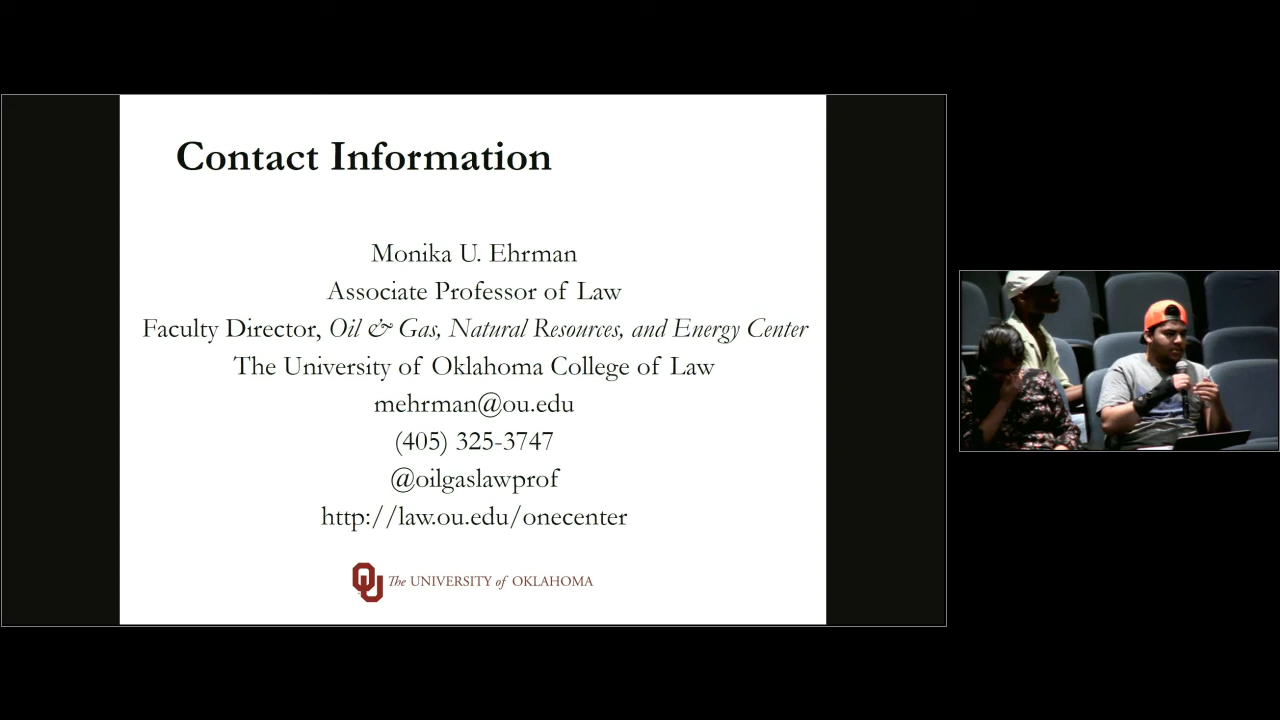 Contact Information
Monika U. Ehrman
Associate Professor of Law
Faculty Director, Oil & Gas, Natural Resources, and Energy Center
The University of Oklahoma College of Law
mehrman@ou.edu
(405) 325-3747
@oilgaslawprof
http://law.ou.edu/onecenter
OU The UNIVERSITY of OKLAHOMA